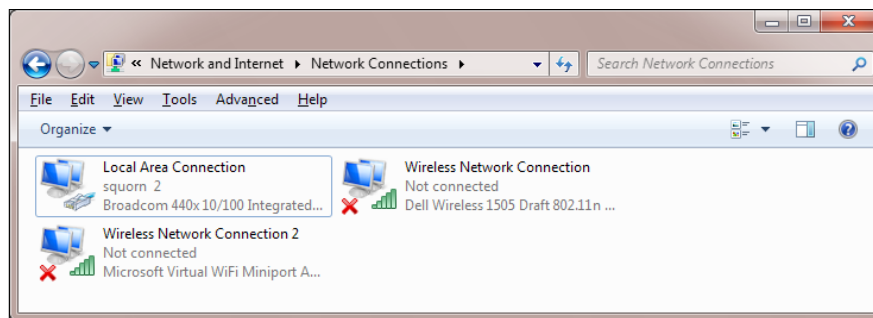 « Network and Internet ▸ Network Connections ▸ Search Network Connections
File Edit View Tools Advanced Help
Organize
Local Area Connection
squorn 2
Broadcom 440x 10/100 Integrated...
Wireless Network Connection
Not connected
Dell Wireless 1505 Draft 802.11n ...
Wireless Network Connection 2
Not connected
Microsoft Virtual WiFi Miniport A...